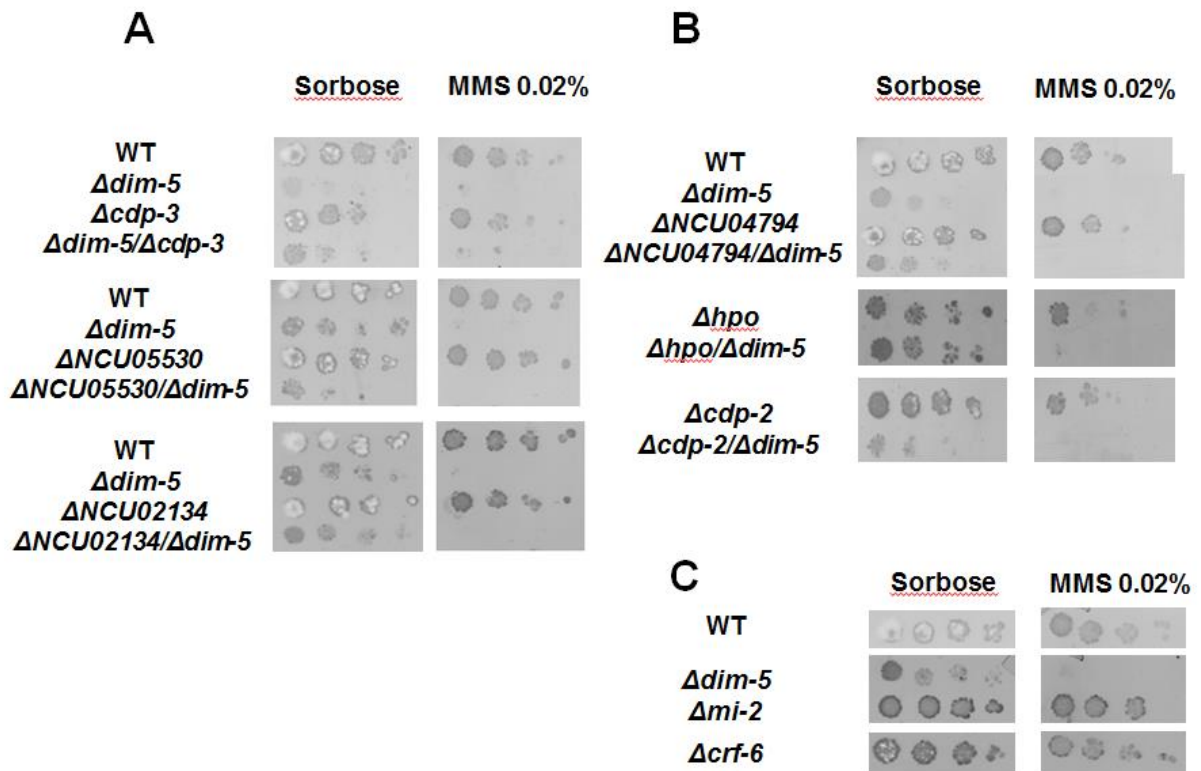 A
Sorbose MMS 0.02%
WT
Δdim-5
Δcdp-3
Δdim-5/Δcdp-3
WT
Δdim-5
ΔNCU05530
ΔNCU05530/Δdim-5
WT
Δdim-5
ΔNCU02134
ΔNCU02134/Δdim-5
B
Sorbose MMS 0.02%
WT
Δdim-5
ΔNCU04794
ΔNCU04794/Δdim-5
Δhpo
Δhpo/Δdim-5
Δcdp-2
Δcdp-2/Δdim-5
C
Sorbose MMS 0.02%
WT
Δdim-5
Δmi-2
Δcrf-6